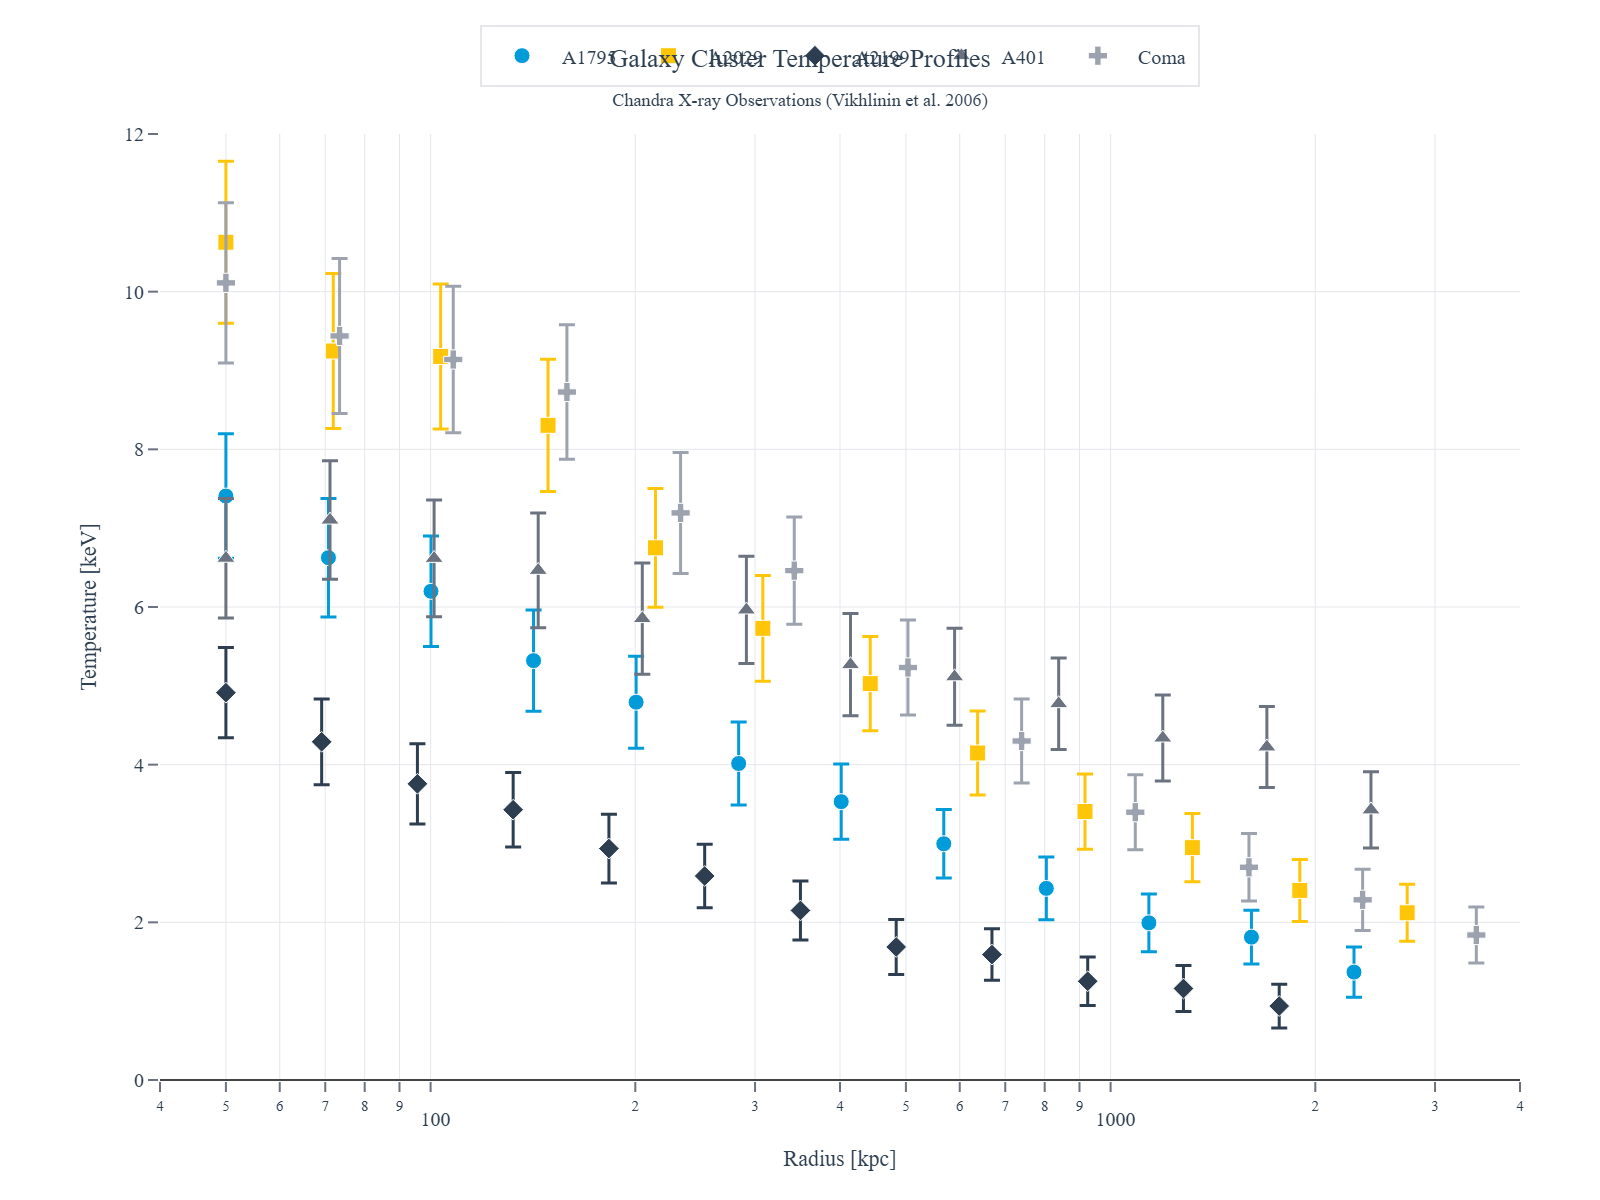 A1795 A2029 A2199 A401 Coma
Galaxy Cluster Temperature Profiles
Chandra X-ray Observations (Vikhlinin et al. 2006)
12
10
8
6
4
2
0
Temperature [keV]
4 5 6 7 8 9 100 2 3 4 5 6 7 8 9 1000 2 3 4
Radius [kpc]